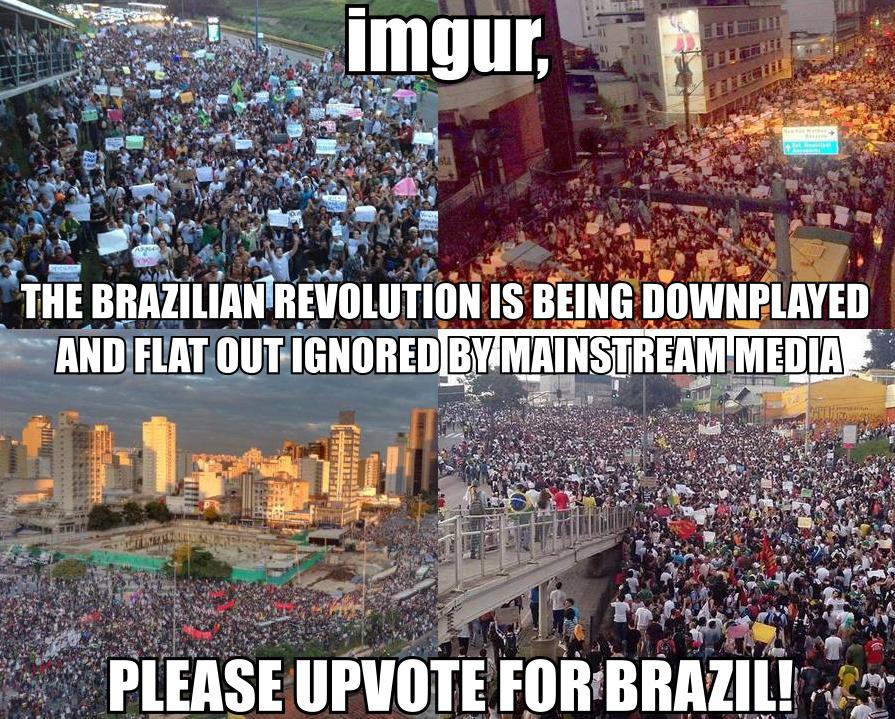 imgur,
THE BRAZILIAN REVOLUTION IS BEING DOWNPLAYED
AND FLAT OUT IGNORED BY MAINSTREAM MEDIA
PLEASE UPVOTE FOR BRAZIL!